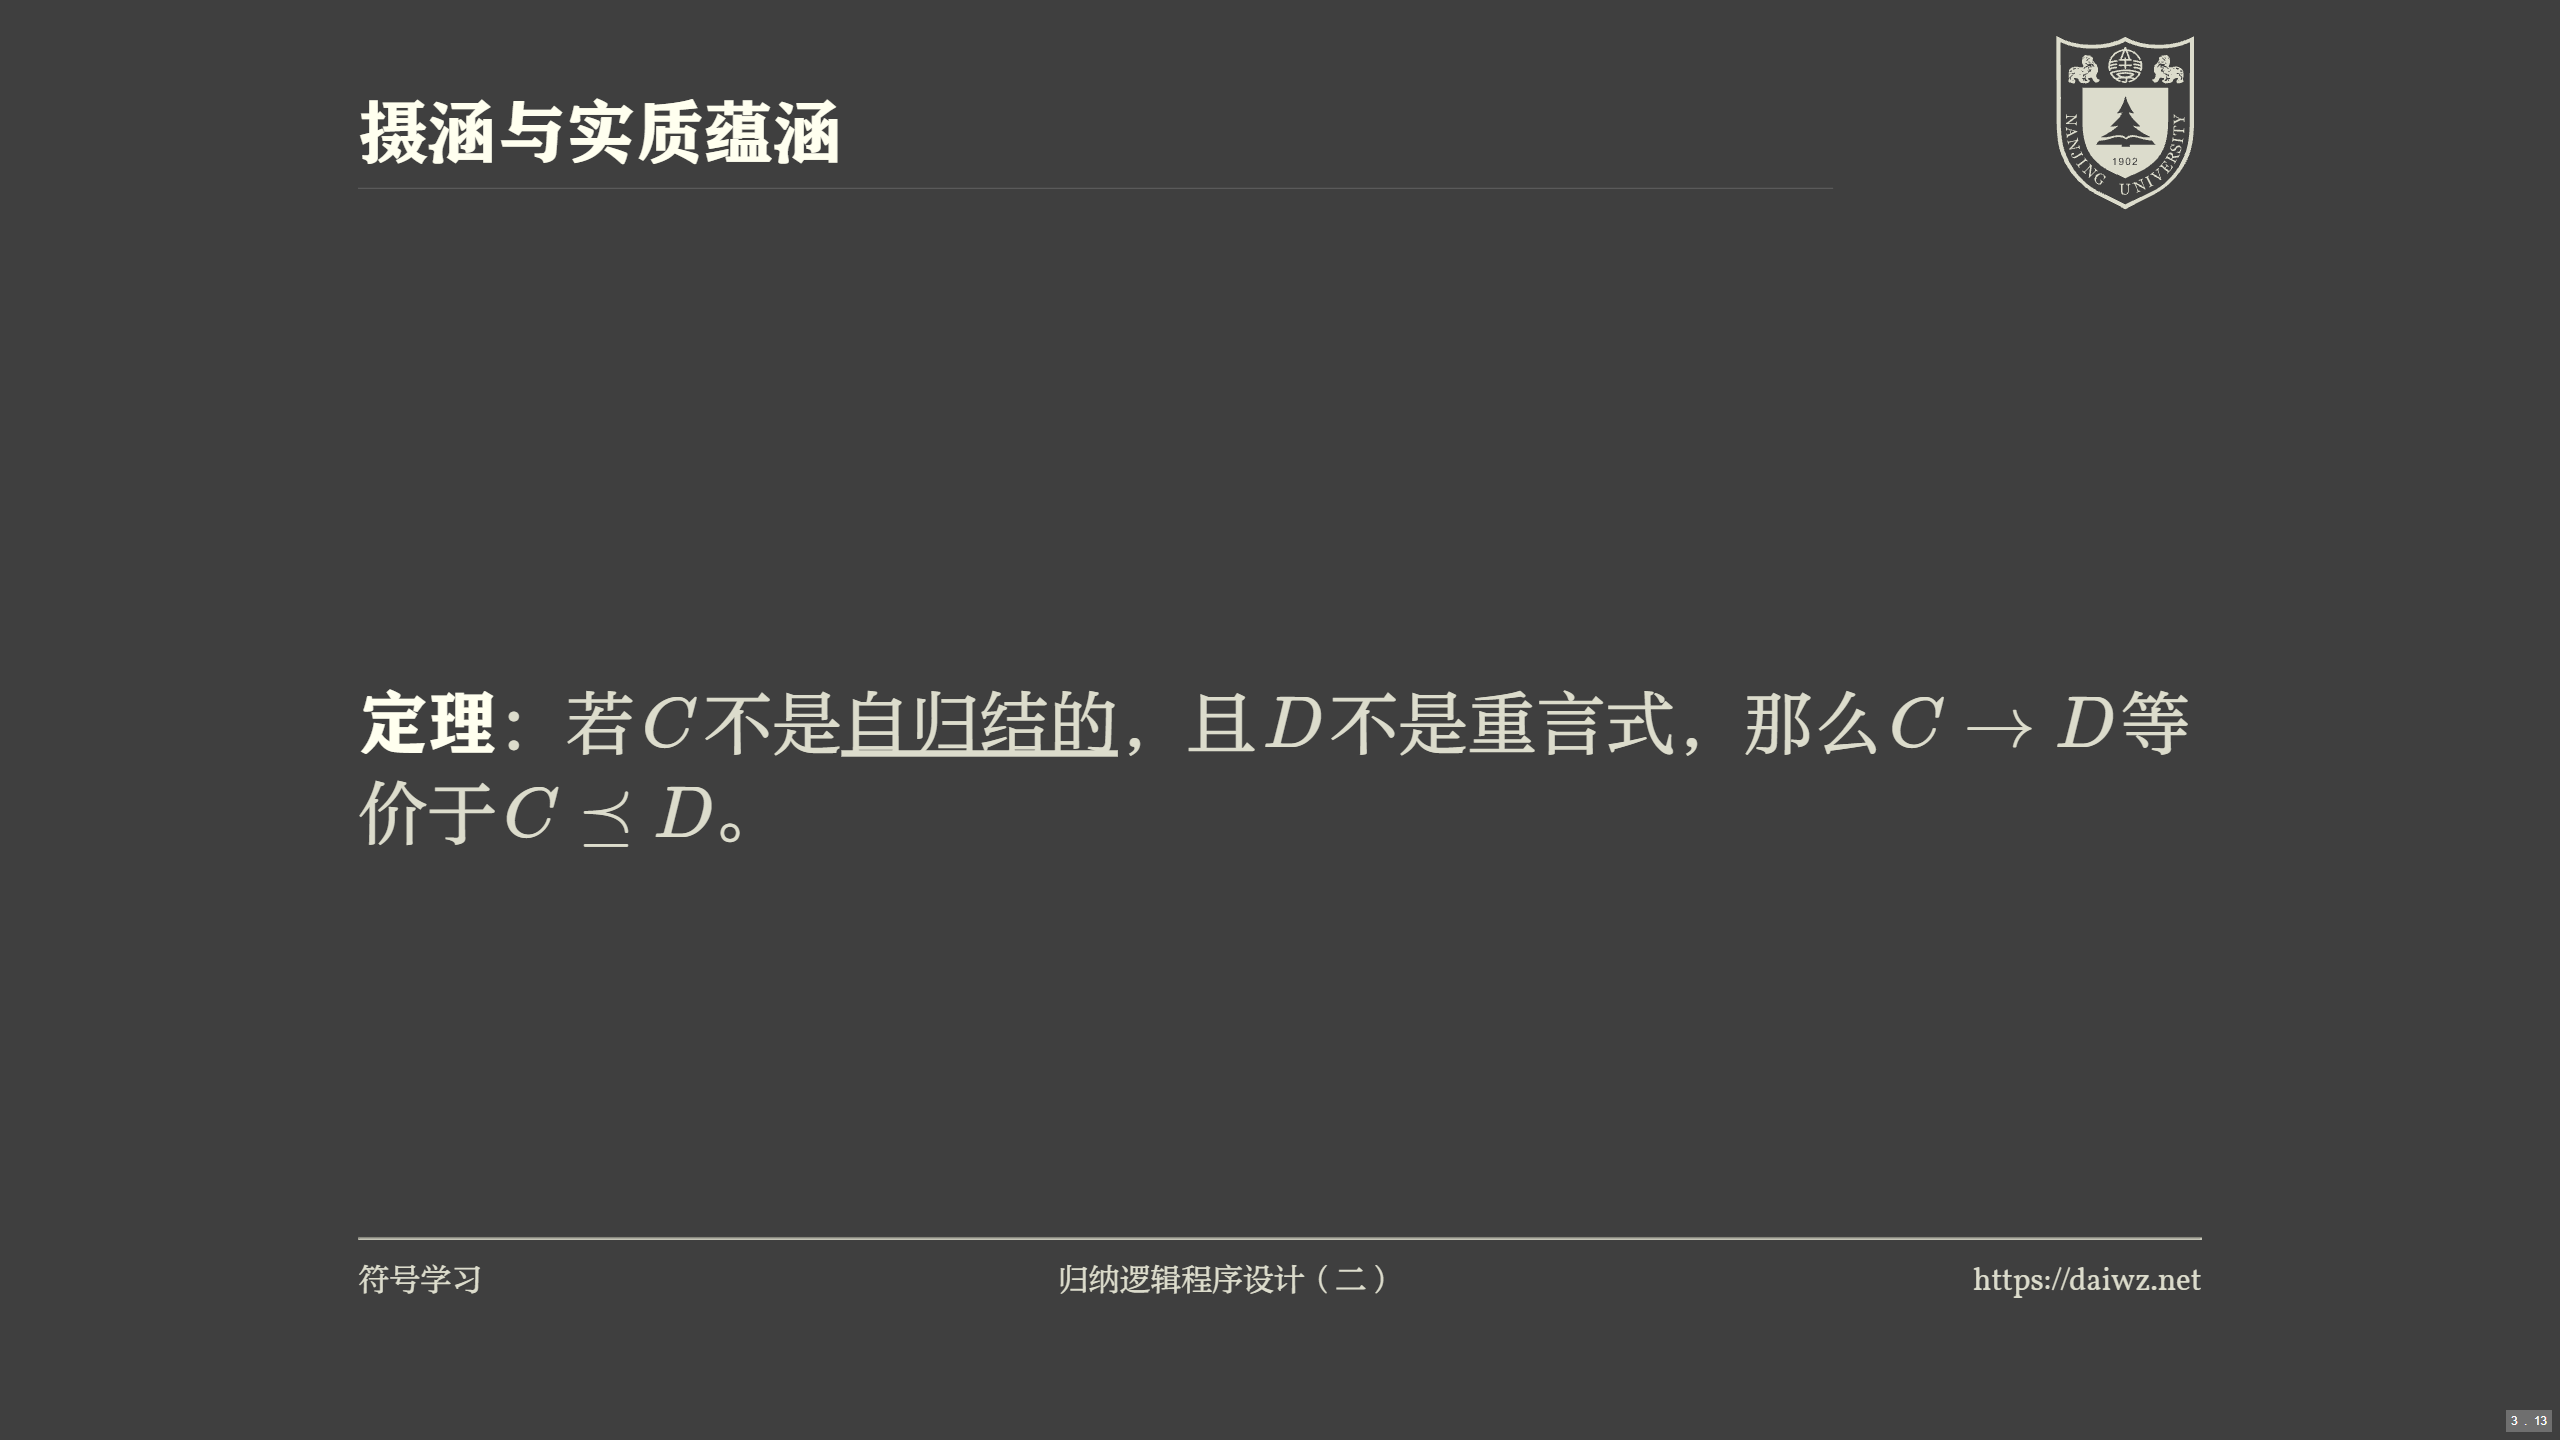 摄涵与实质蕴涵
NANJING UNIVERSITY
1902
定理：若C不是自归结的，且D不是重言式，那么C → D等
价于C ⪯ D。
符号学习
归纳逻辑程序设计（二）
https://daiwz.net
3 . 13